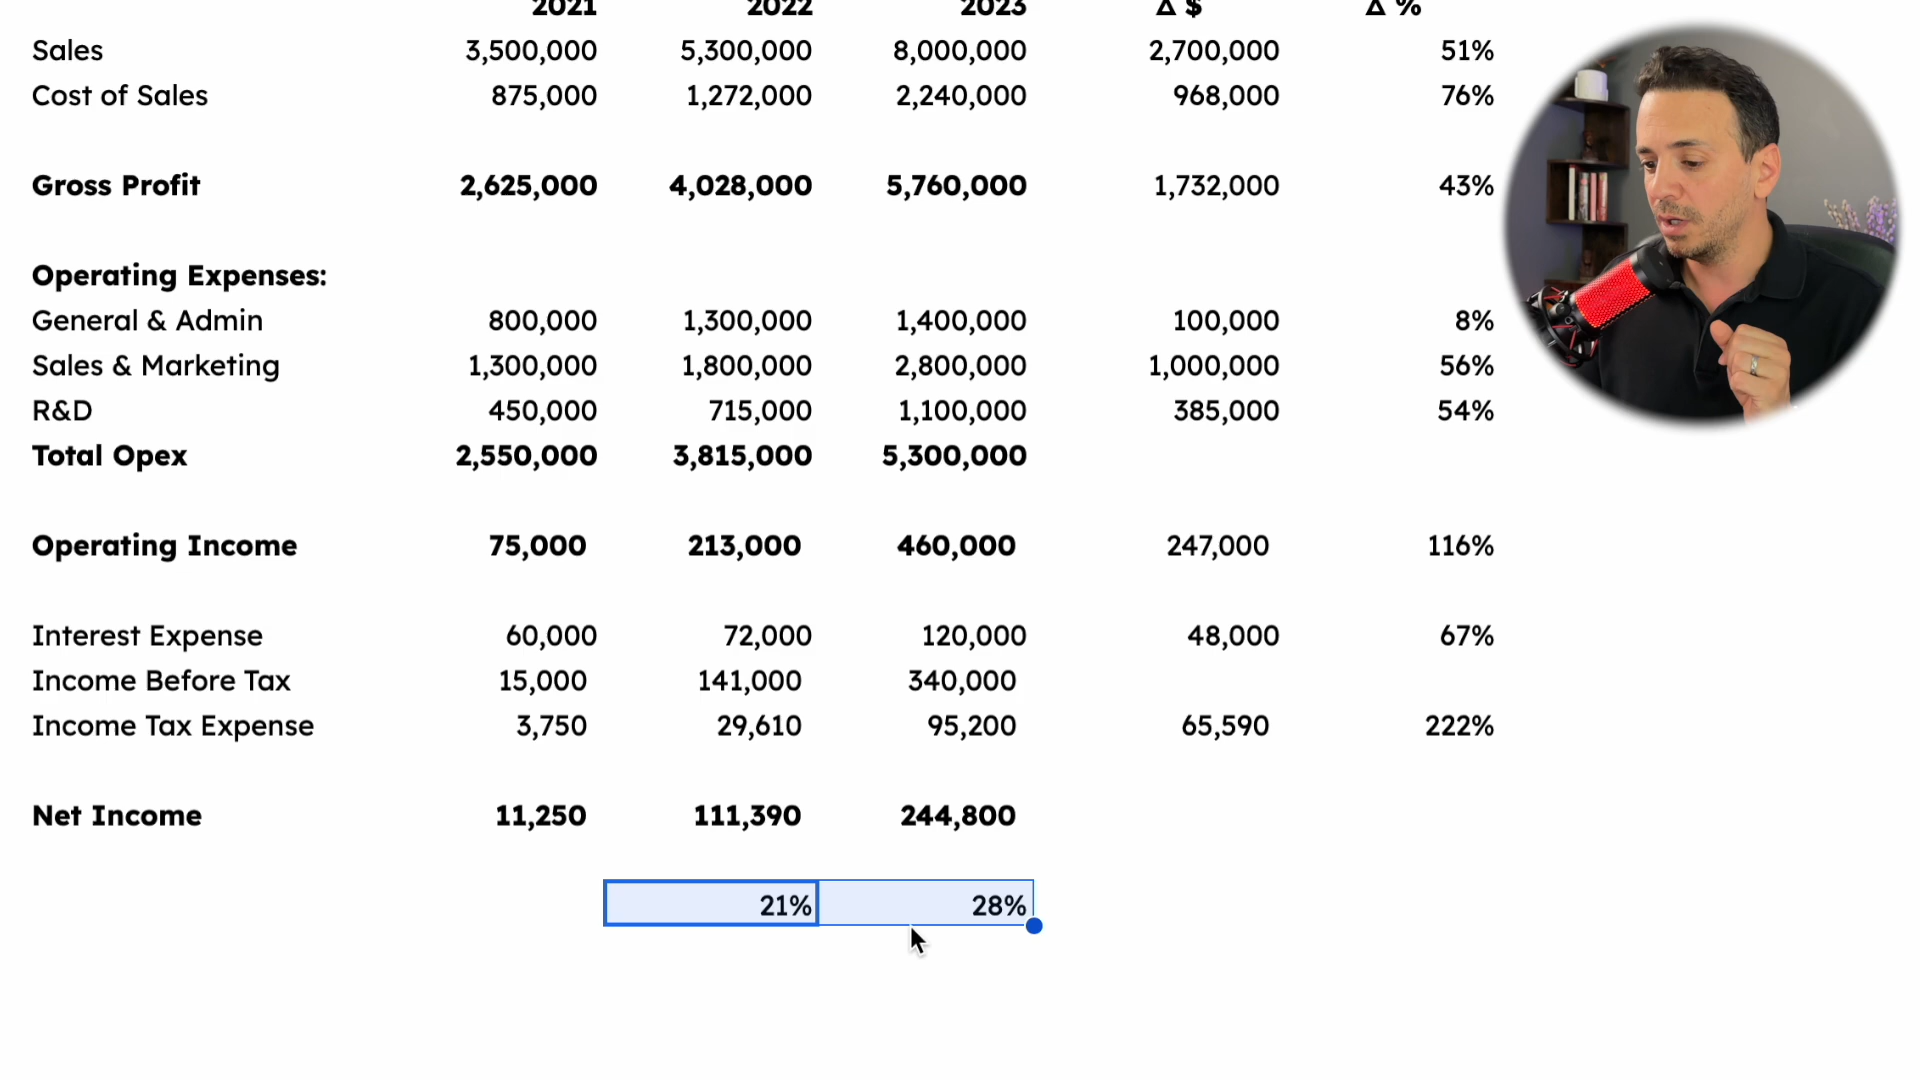 2021 2022 2023 Δ $ Δ %
Sales 3,500,000 5,300,000 8,000,000 2,700,000 51%
Cost of Sales 875,000 1,272,000 2,240,000 968,000 76%
Gross Profit 2,625,000 4,028,000 5,760,000 1,732,000 43%
Operating Expenses:
General & Admin 800,000 1,300,000 1,400,000 100,000 8%
Sales & Marketing 1,300,000 1,800,000 2,800,000 1,000,000 56%
R&D 450,000 715,000 1,100,000 385,000 54%
Total Opex 2,550,000 3,815,000 5,300,000
Operating Income 75,000 213,000 460,000 247,000 116%
Interest Expense 60,000 72,000 120,000 48,000 67%
Income Before Tax 15,000 141,000 340,000
Income Tax Expense 3,750 29,610 95,200 65,590 222%
Net Income 11,250 111,390 244,800
21% 28%